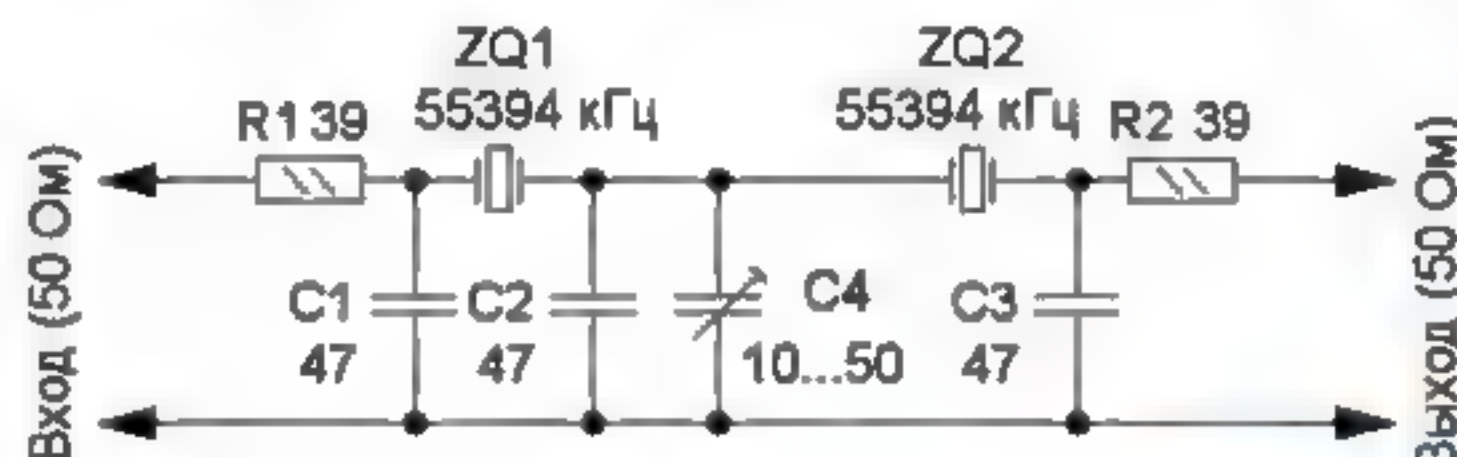 ZQ1
ZQ2
R1 39
55394 кГц
55394 кГц
R2 39
Вход (50 Ом)
Выход (50 Ом)
C1
C2
C4
C3
47
47
10...50
47